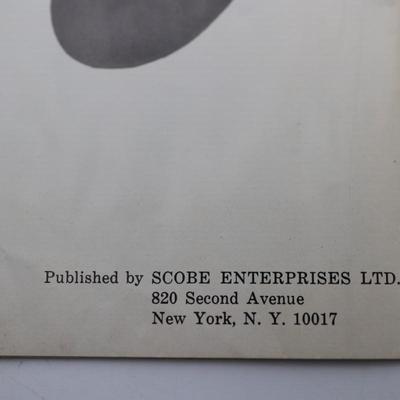 Published by SCOBE ENTERPRISES LTD.
820 Second Avenue
New York, N. Y. 10017